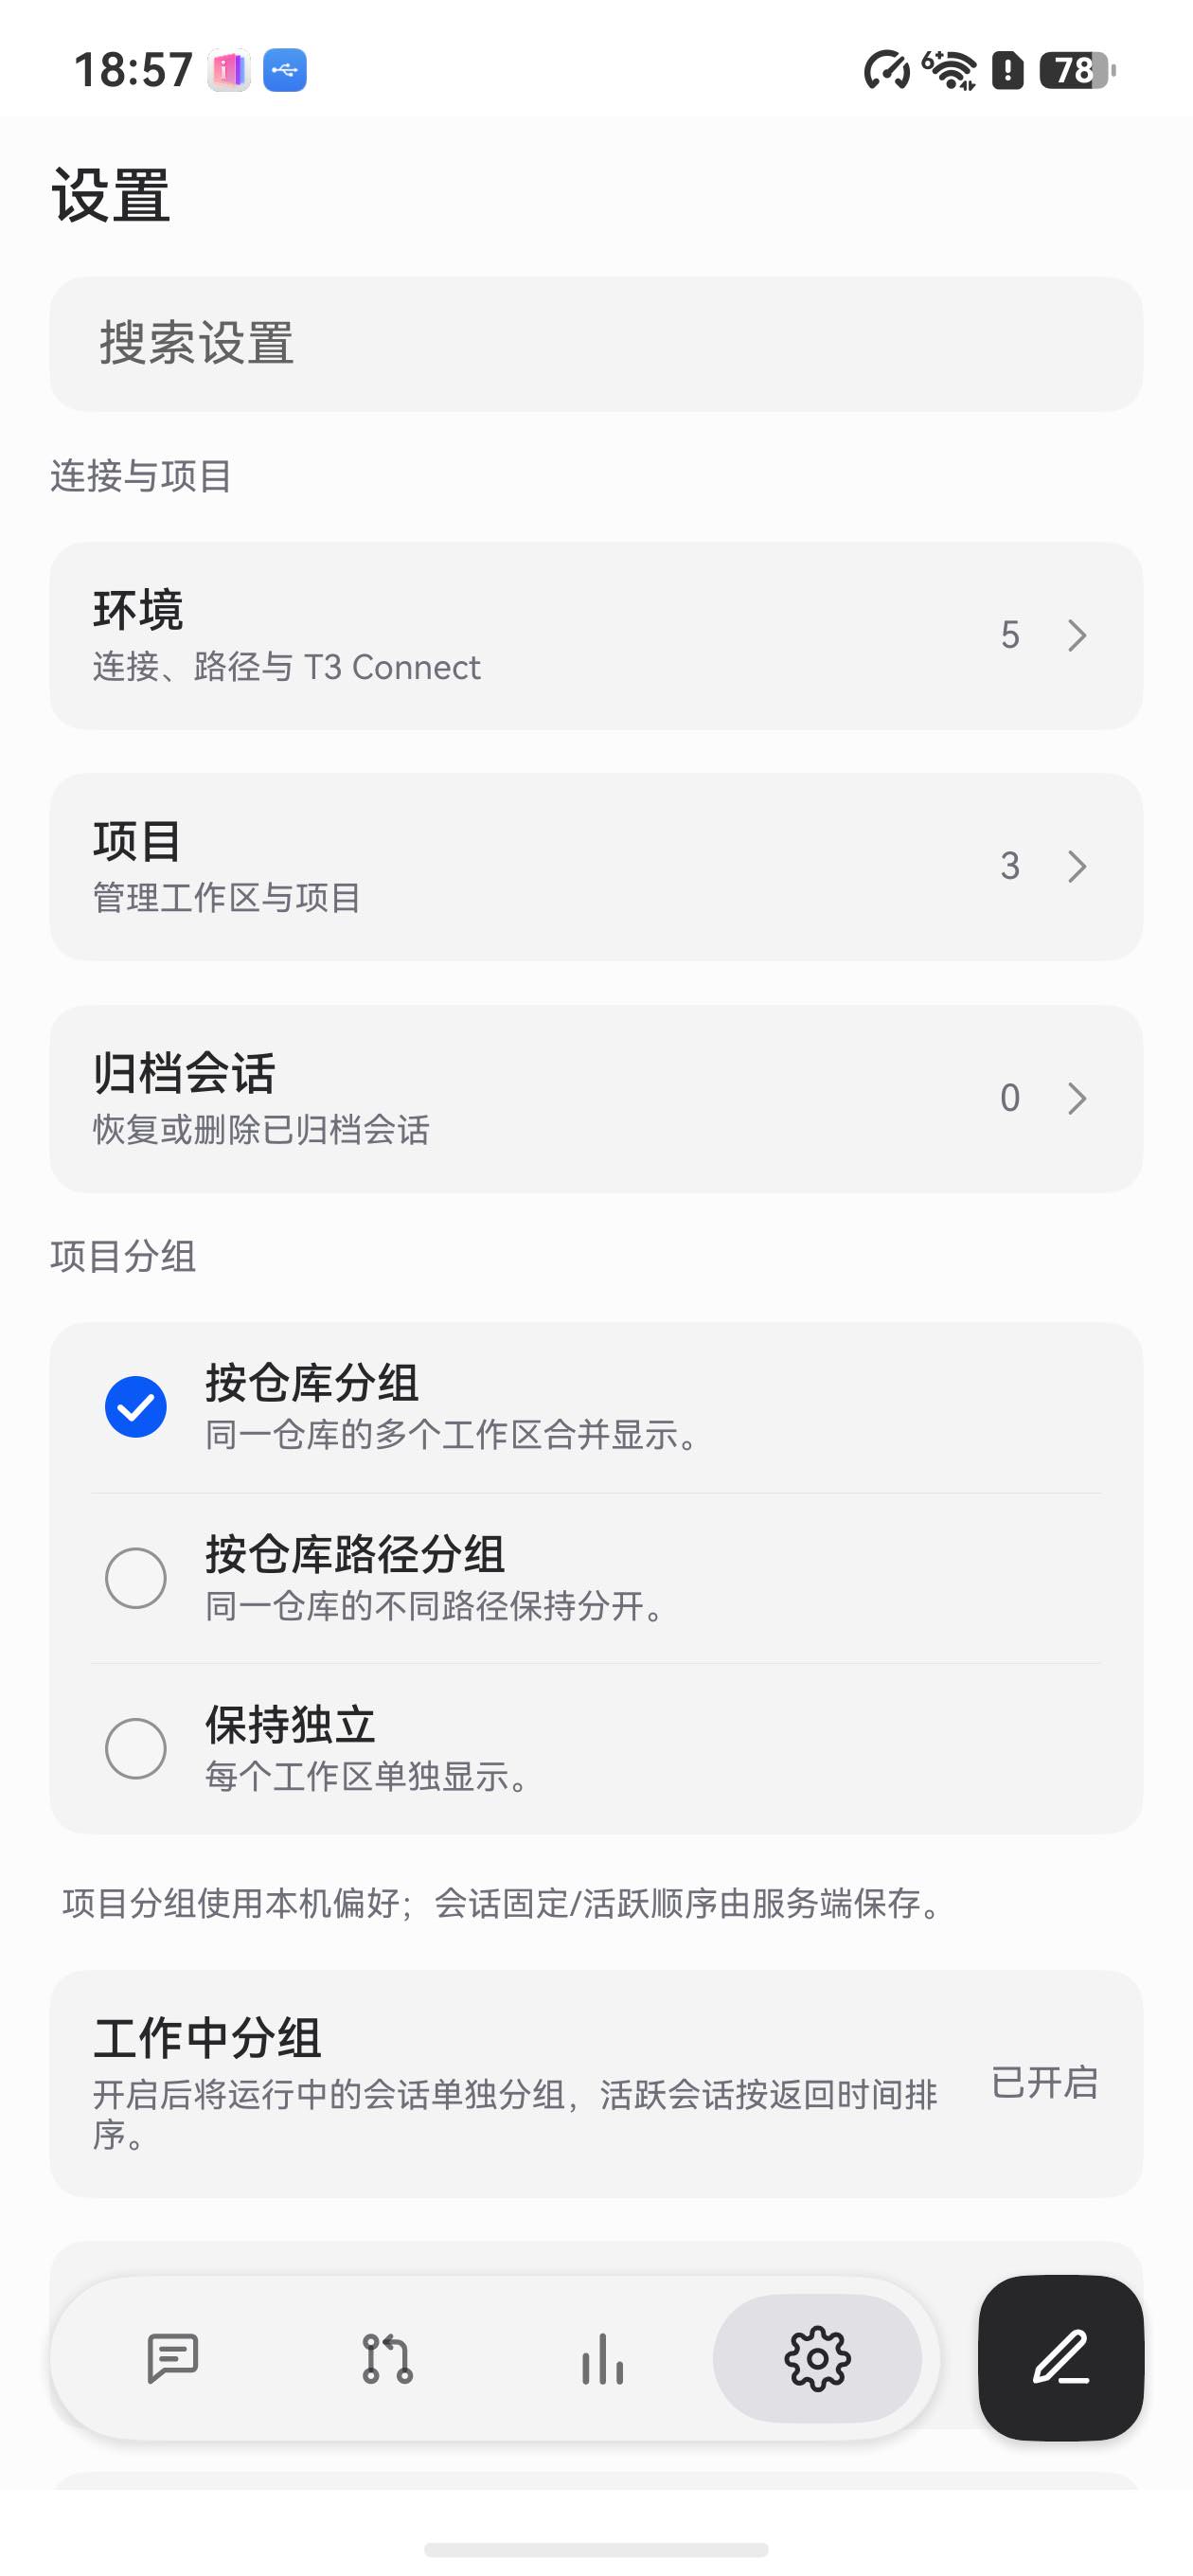 18:57
78
设置
搜索设置
连接与项目
环境
连接、路径与 T3 Connect
5
项目
管理工作区与项目
3
归档会话
恢复或删除已归档会话
0
项目分组
按仓库分组
同一仓库的多个工作区合并显示。
按仓库路径分组
同一仓库的不同路径保持分开。
保持独立
每个工作区单独显示。
项目分组使用本机偏好；会话固定/活跃顺序由服务端保存。
工作中分组
开启后将运行中的会话单独分组，活跃会话按返回时间排
序。
已开启